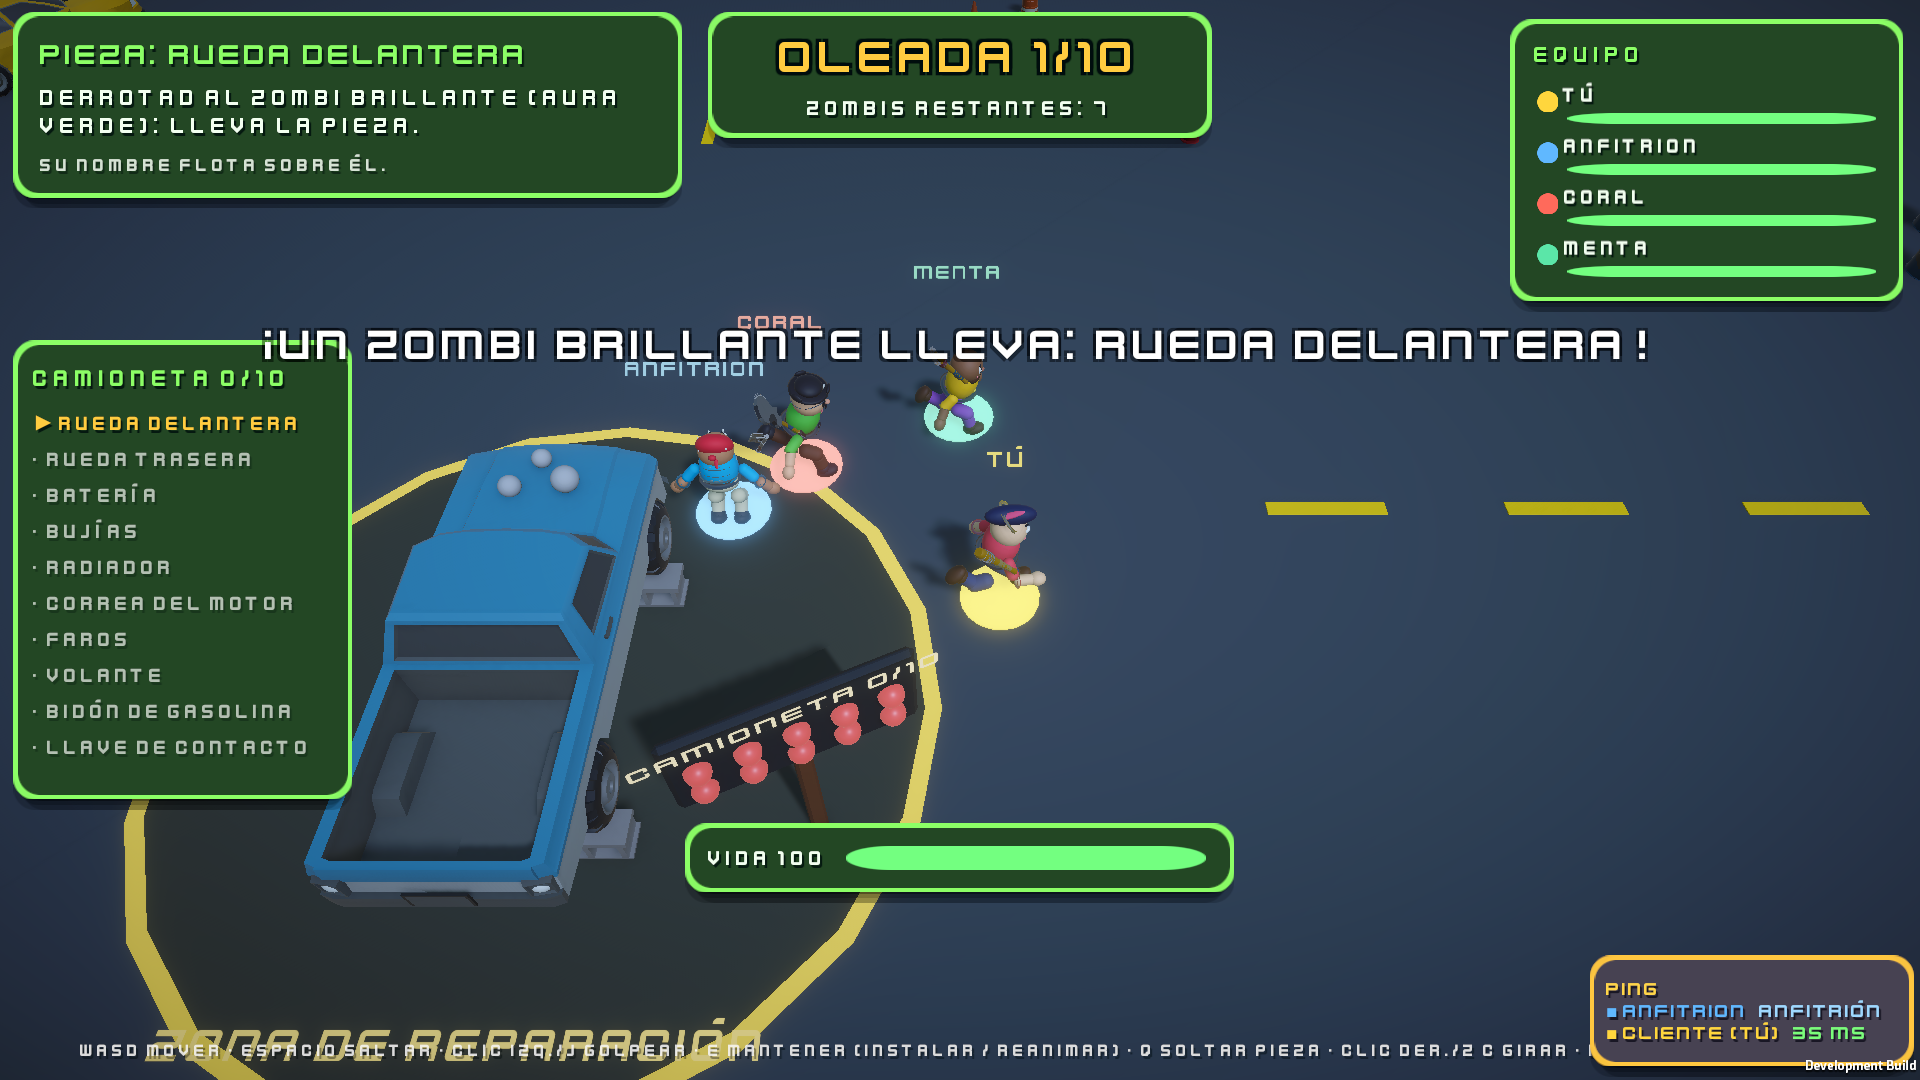 PIEZA: RUEDA DELANTERA
DERROTAD AL ZOMBI BRILLANTE (AURA
VERDE): LLEVA LA PIEZA.
SU NOMBRE FLOTA SOBRE ÉL.
OLEADA 1/10
ZOMBIS RESTANTES: 7
EQUIPO
TÚ
ANFITRION
CORAL
MENTA
MENTA
CORAL
¡UN ZOMBI BRILLANTE LLEVA: RUEDA DELANTERA !
ANFITRION
TÚ
CAMIONETA 0/10
▶ RUEDA DELANTERA
· RUEDA TRASERA
· BATERÍA
· BUJÍAS
· RADIADOR
· CORREA DEL MOTOR
· FAROS
· VOLANTE
· BIDÓN DE GASOLINA
· LLAVE DE CONTACTO
CAMIONETA 0/10
VIDA 100
ZONA DE REPARACIÓN
WASD MOVER / ESPACIO SALTAR · CLIC IZQ./J GOLPEAR · E MANTENER (INSTALAR / REANIMAR) · Q SOLTAR PIEZA · CLIC DER./Z C GIRAR ·
PING
ANFITRION ANFITRIÓN
CLIENTE (TÚ) 35 MS
Development Build